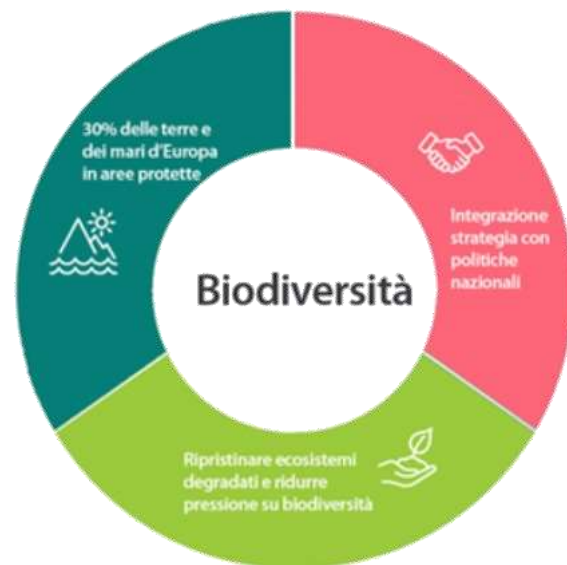 30% delle terre e
dei mari d'Europa
in aree protette
Integrazione
strategia con
politiche
nazionali
Biodiversità
Ripristinare ecosistemi
degradati e ridurre
pressione su biodiversità